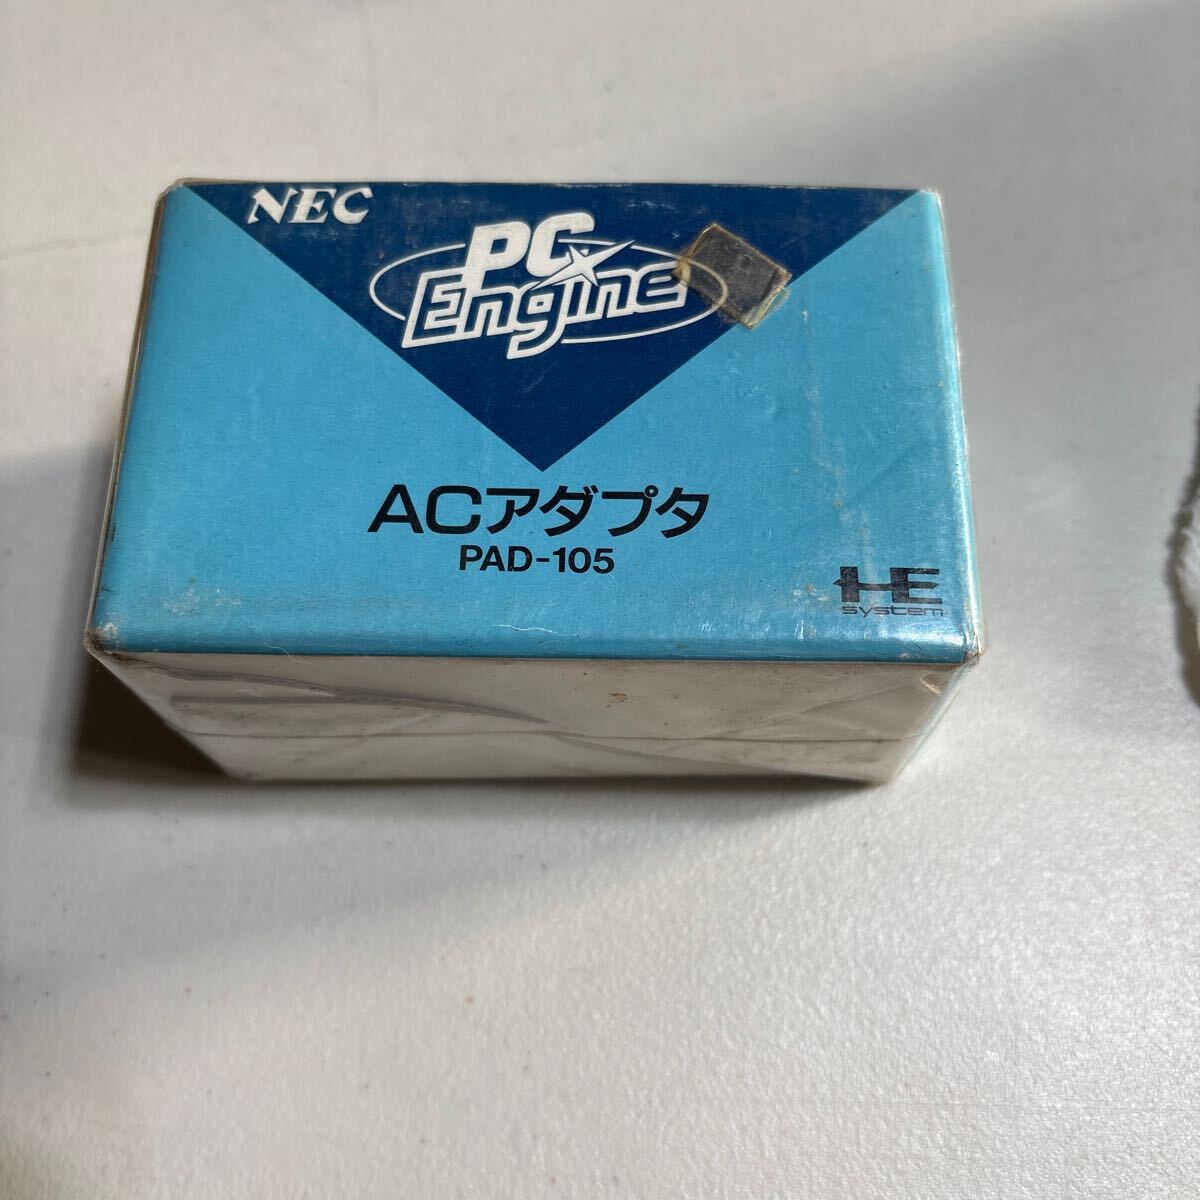 NEC
PC
Engine
ACアダプタ
PAD-105
HE
system